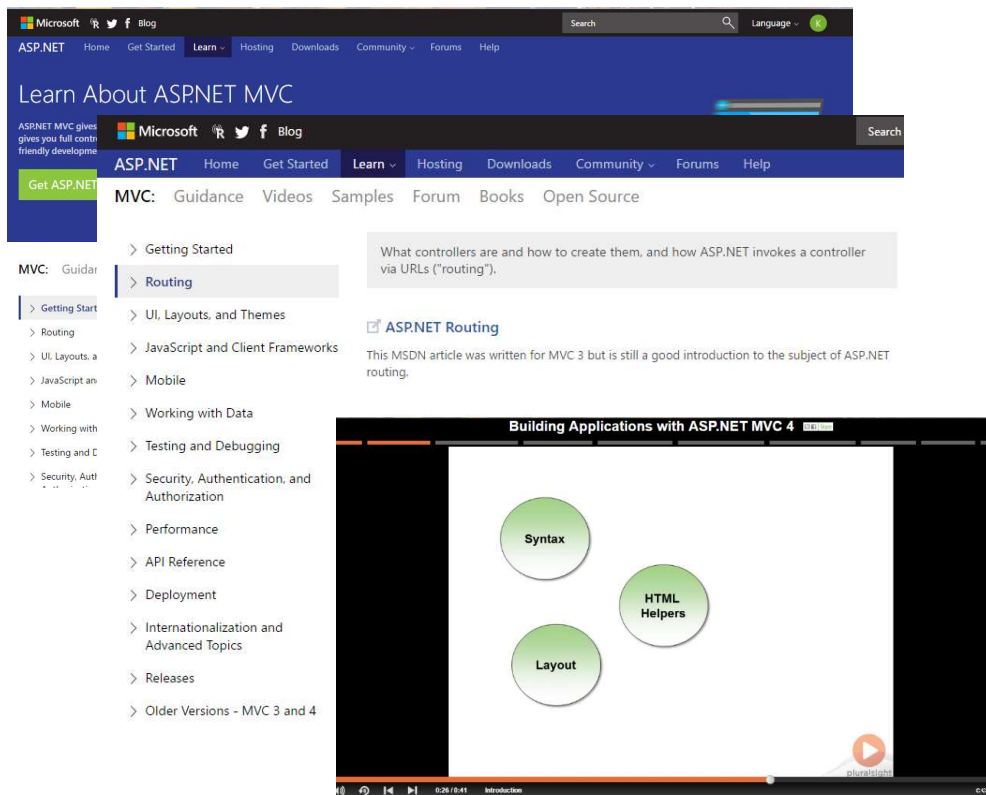 Microsoft Blog Search Language K
ASP.NET Home Get Started Learn Hosting Downloads Community Forums Help
Learn About ASP.NET MVC
ASP.NET MVC gives
gives you full contr
friendly developme
Get ASP.NET
MVC: Guidan
Getting Start
Routing
UI, Layouts, a
JavaScript an
Mobile
Working with
Testing and D
Security, Auth
Microsoft Blog Search
ASP.NET Home Get Started Learn Hosting Downloads Community Forums Help
MVC: Guidance Videos Samples Forum Books Open Source
Getting Started
Routing
UI, Layouts, and Themes
JavaScript and Client Frameworks
Mobile
Working with Data
Testing and Debugging
Security, Authentication, and
Authorization
Performance
API Reference
Deployment
Internationalization and
Advanced Topics
Releases
Older Versions - MVC 3 and 4
What controllers are and how to create them, and how ASP.NET invokes a controller
via URLs ("routing").
ASP.NET Routing
This MSDN article was written for MVC 3 but is still a good introduction to the subject of ASP.NET
routing.
Building Applications with ASP.NET MVC 4
Syntax
HTML
Helpers
Layout
pluralsight
0:26 / 0:41 Introduction